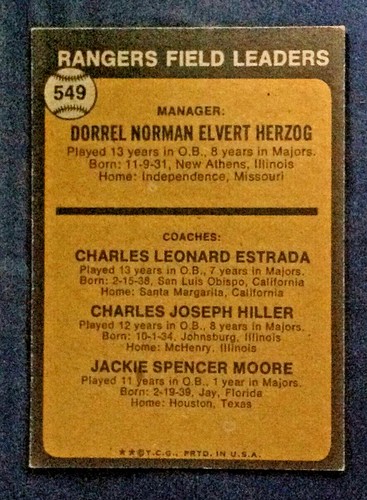 RANGERS FIELD LEADERS
549
MANAGER:
DORREL NORMAN ELVERT HERZOG
Played 13 years in O.B., 8 years in Majors.
Born: 11-9-31, New Athens, Illinois
Home: Independence, Missouri
COACHES:
CHARLES LEONARD ESTRADA
Played 13 years in O.B., 7 years in Majors.
Born: 2-15-38, San Luis Obispo, California
Home: Santa Margarita, California
CHARLES JOSEPH HILLER
Played 12 years in O.B., 8 years in Majors.
Born: 10-1-34, Johnsburg, Illinois
Home: McHenry, Illinois
JACKIE SPENCER MOORE
Played 11 years in O.B., 1 year in Majors.
Born: 2-19-39, Jay, Florida
Home: Houston, Texas
★★©T.C.G., PRTD. IN U.S.A.